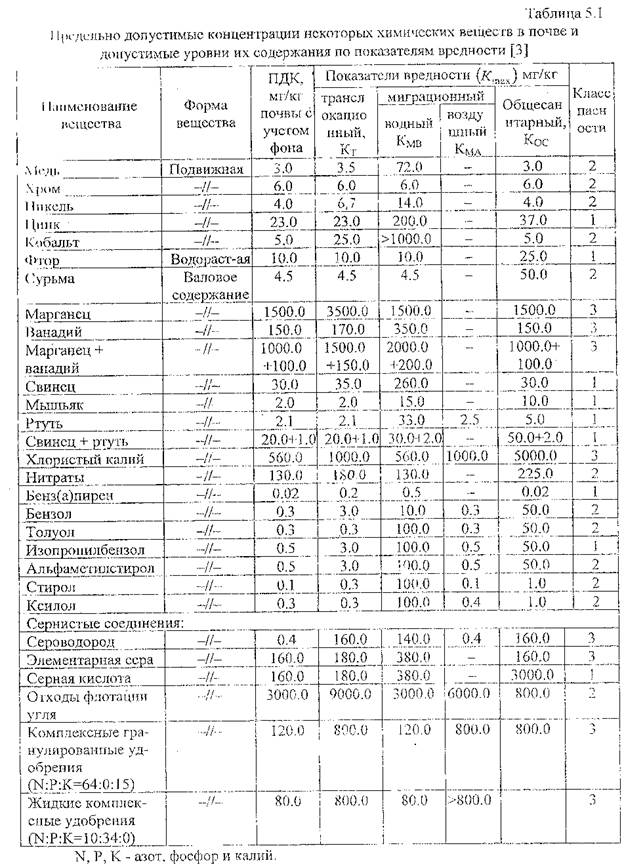 Таблица 5.1
Предельно допустимые концентрации некоторых химических веществ в почве и
допустимые уровни их содержания по показателям вредности [3]
Наименование вещества | Форма вещества | ПДК, мг/кг почвы с учетом фона | Показатели вредности (Kmax) мг/кг | Класс пасн ости
трансл окацио нный, КТ | миграционный | Общесан итарный, КОС
водный КМВ | возду шный КМА
Медь | Подвижная | 3.0 | 3.5 | 72.0 | – | 3.0 | 2
Хром | –//– | 6.0 | 6.0 | 6.0 | – | 6.0 | 2
Никель | –//– | 4.0 | 6,7 | 14.0 | – | 4.0 | 2
Цинк | –//– | 23.0 | 23.0 | 200.0 | – | 37.0 | 1
Кобальт | –//– | 5.0 | 25.0 | >1000.0 | – | 5.0 | 2
Фтор | Водораст-ая | 10.0 | 10.0 | 10.0 | – | 25.0 | 1
Сурьма | Валовое содержание | 4.5 | 4.5 | 4.5 | – | 50.0 | 2
Марганец | –//– | 1500.0 | 3500.0 | 1500.0 | – | 1500.0 | 3
Ванадий | –//– | 150.0 | 170.0 | 350.0 | – | 150.0 | 3
Марганец + | –//– | 1000.0 | 1500.0 | 2000.0 | – | 1000.0+ | 3
ванадий | +100.0 | +150.0 | +200.0 | 100.0
Свинец | –//– | 30.0 | 35.0 | 260.0 | – | 30.0 | 1
Мышьяк | –//– | 2.0 | 2.0 | 15.0 | – | 10.0 | 1
Ртуть | –//– | 2.1 | 2.1 | 33.0 | 2.5 | 5.0 | 1
Свинец + ртуть | –//– | 20.0+1.0 | 20.0+1.0 | 30.0+2.0 | – | 50.0+2.0 | 1
Хлористый калий | –//– | 560.0 | 1000.0 | 560.0 | 1000.0 | 5000.0 | 3
Нитраты | –//– | 130.0 | 180.0 | 130.0 | – | 225.0 | 2
Бенз(а)пирен | –//– | 0.02 | 0.2 | 0.5 | – | 0.02 | 1
Бензол | –//– | 0.3 | 3.0 | 10.0 | 0.3 | 50.0 | 2
Толуол | –//– | 0.3 | 0.3 | 100.0 | 0.3 | 50.0 | 2
Изопропилбензол | –//– | 0.5 | 3.0 | 100.0 | 0.5 | 50.0 | 1
Альфаметилстирол | –//– | 0.5 | 3.0 | 100.0 | 0.5 | 50.0 | 2
Стирол | –//– | 0.1 | 0.3 | 100.0 | 0.1 | 1.0 | 2
Ксилол | –//– | 0.3 | 0.3 | 100.0 | 0.4 | 1.0 | 2
Сернистые соединения:
Сероводород | –//– | 0.4 | 160.0 | 140.0 | 0.4 | 160.0 | 3
Элементарная сера | –//– | 160.0 | 180.0 | 380.0 | – | 160.0 | 3
Серная кислота | –//– | 160.0 | 180.0 | 380.0 | – | 3000.0 | 1
Отходы флотации | –//– | 3000.0 | 9000.0 | 3000.0 | 6000.0 | 800.0 | 2
угля
Комплексные гра- | –//– | 120.0 | 800.0 | 120.0 | 800.0 | 800.0 | 3
нулированные уд-
обрения
(N:P:K=64:0:15)
Жидкие комплек- | –//– | 80.0 | 800.0 | 80.0 | >800.0 | 3
сные удобрения
(N:P:K=10:34:0)
N, P, K - азот, фосфор и калий.